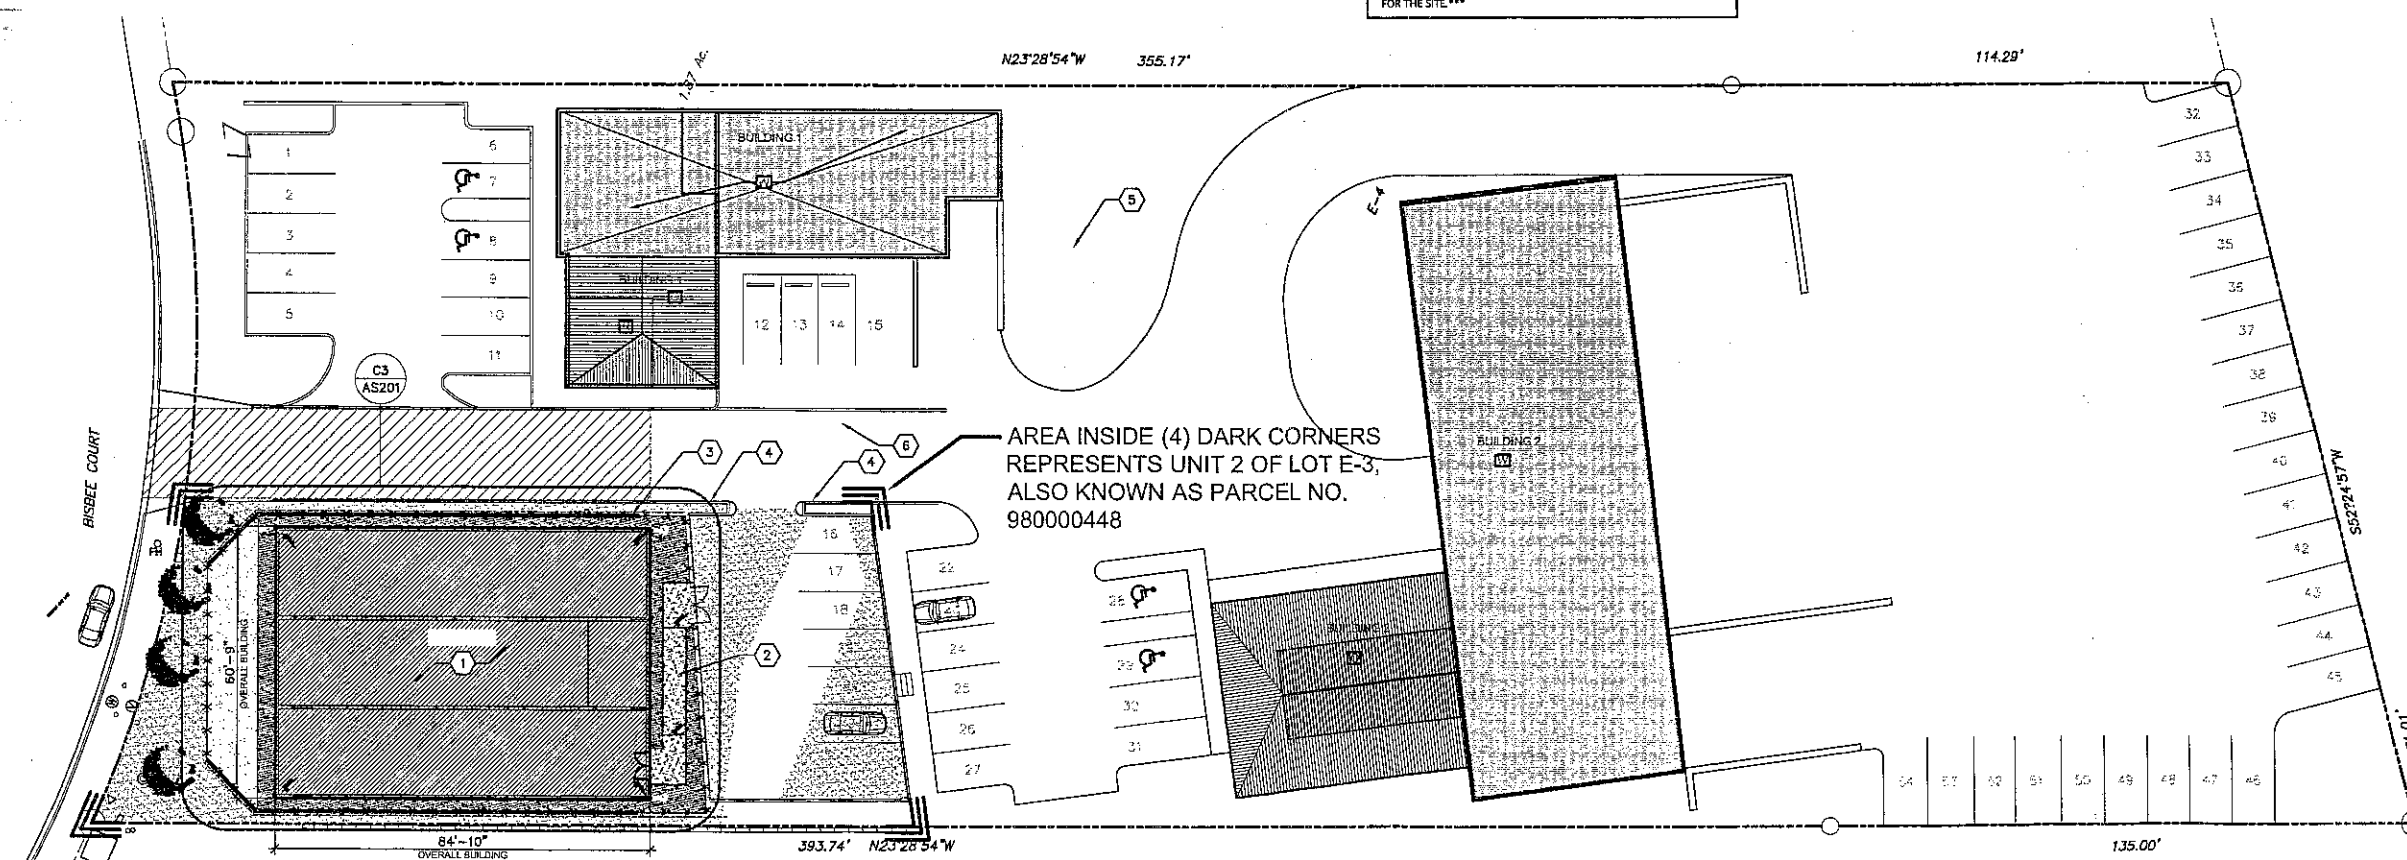 FOR THE SITE.***
N23°28'54"W 355.17'
114.29'
1.87 Ac.
BUILDING 1
1
2
3
4
5
6
7
8
9
10
11
12 13 14 15
5
E-4
C3
AS201
BISBEE COURT
3
4
4
6
AREA INSIDE (4) DARK CORNERS
REPRESENTS UNIT 2 OF LOT E-3,
ALSO KNOWN AS PARCEL NO.
980000448
BUILDING 2
W
32
33
34
35
36
37
38
39
40
41
42
43
44
45
S52?24'57"W
16
17
18
22
24
25
26
27
28
29
30
31
1
2
60'-9"
OVERALL BUILDING
84'-10"
OVERALL BUILDING
393.74' N23°28'54"W
54 53 52 51 50 49 48 47 46
135.00'